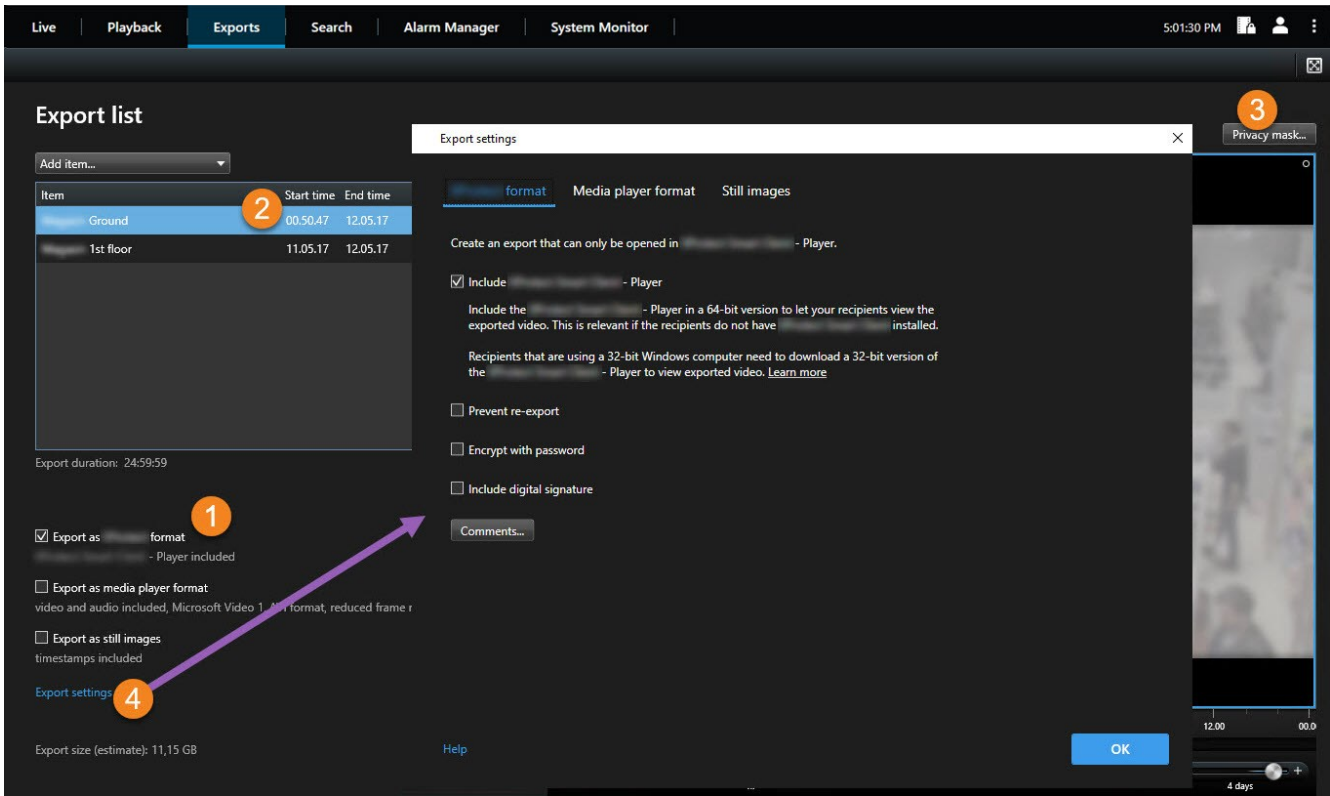 Live Playback Exports Search Alarm Manager System Monitor 5:01:30 PM
Export list
3
Privacy mask...
Export settings
Add item...
Item Start time End time
2
Ground 00.50.47 12.05.17
1st floor 11.05.17 12.05.17
Export duration: 24:59:59
1
Export as format
- Player included
Export as media player format
video and audio included, Microsoft Video 1, format, reduced frame
Export as still images
timestamps included
Export settings
4
Export size (estimate): 11,15 GB
format Media player format Still images
Create an export that can only be opened in - Player.
Include - Player
Include the - Player in a 64-bit version to let your recipients view the
exported video. This is relevant if the recipients do not have installed.
Recipients that are using a 32-bit Windows computer need to download a 32-bit version of
the - Player to view exported video. Learn more
Prevent re-export
Encrypt with password
Include digital signature
Comments...
Help
OK
12.00 00.0
4 days